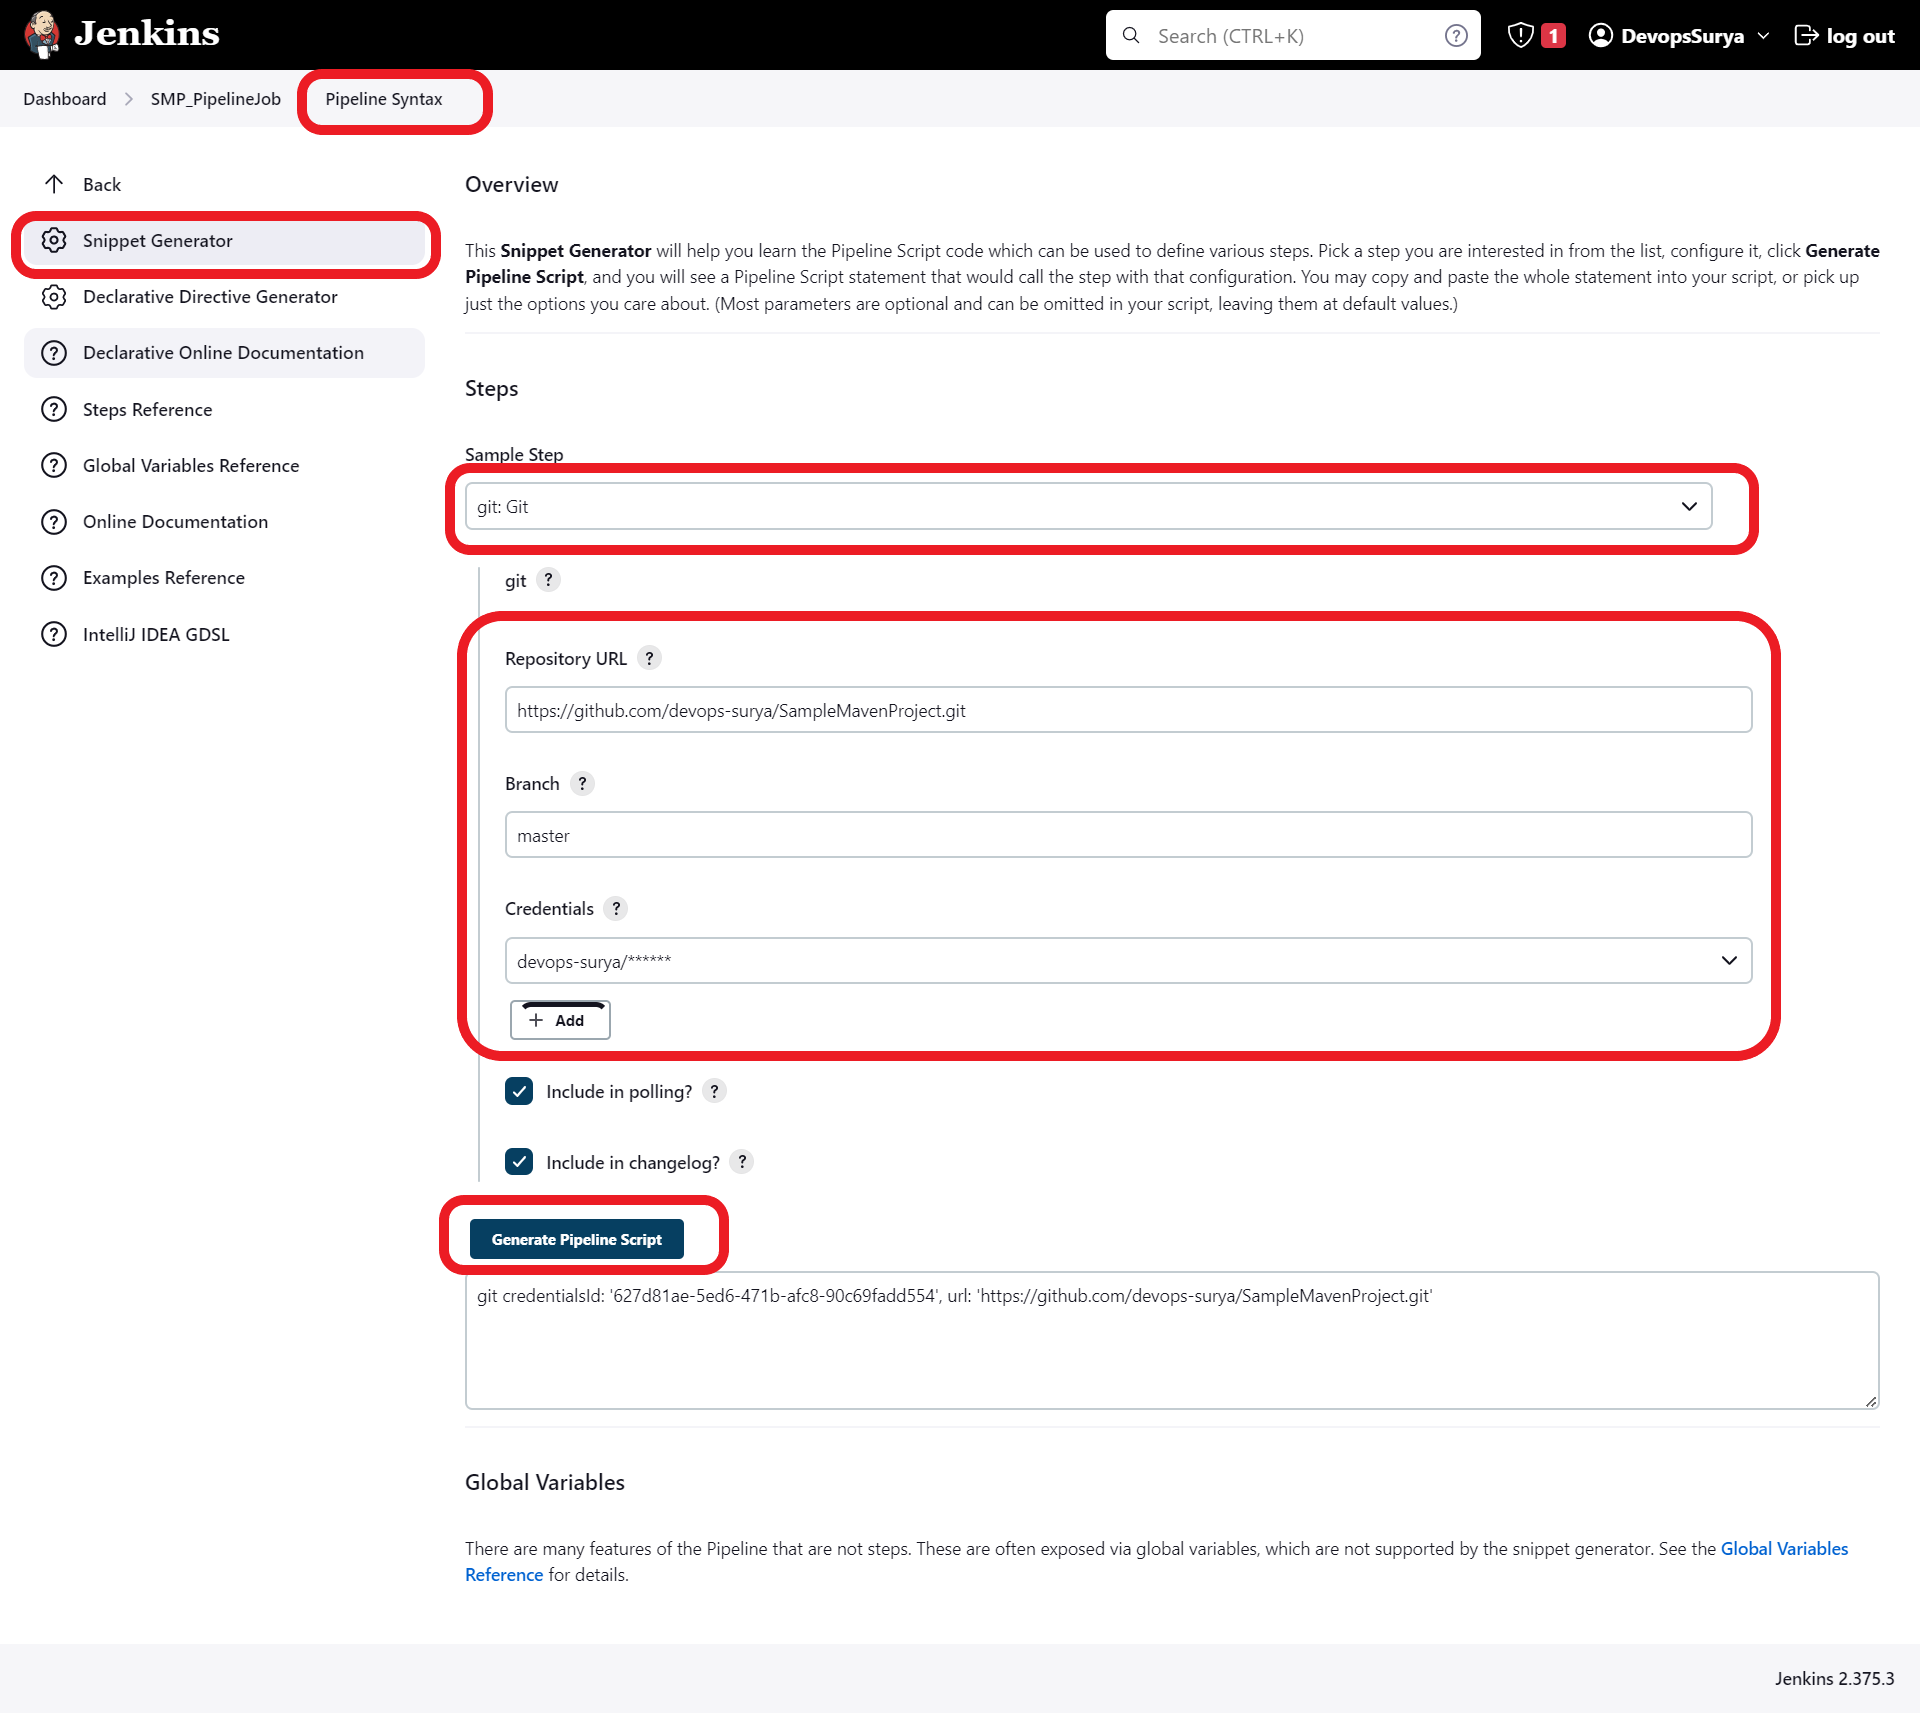 Jenkins
Search (CTRL+K)
?
1
DevopsSurya
log out
Dashboard
SMP_PipelineJob
Pipeline Syntax
Back
Snippet Generator
Declarative Directive Generator
? Declarative Online Documentation
? Steps Reference
? Global Variables Reference
? Online Documentation
? Examples Reference
? IntelliJ IDEA GDSL
Overview
This Snippet Generator will help you learn the Pipeline Script code which can be used to define various steps. Pick a step you are interested in from the list, configure it, click Generate
Pipeline Script, and you will see a Pipeline Script statement that would call the step with that configuration. You may copy and paste the whole statement into your script, or pick up
just the options you care about. (Most parameters are optional and can be omitted in your script, leaving them at default values.)
Steps
Sample Step
git: Git
git ?
Repository URL ?
https://github.com/devops-surya/SampleMavenProject.git
Branch ?
master
Credentials ?
devops-surya/******
+ Add
Include in polling? ?
Include in changelog? ?
Generate Pipeline Script
git credentialsId: '627d81ae-5ed6-471b-afc8-90c69fadd554', url: 'https://github.com/devops-surya/SampleMavenProject.git'
Global Variables
There are many features of the Pipeline that are not steps. These are often exposed via global variables, which are not supported by the snippet generator. See the Global Variables
Reference for details.
Jenkins 2.375.3